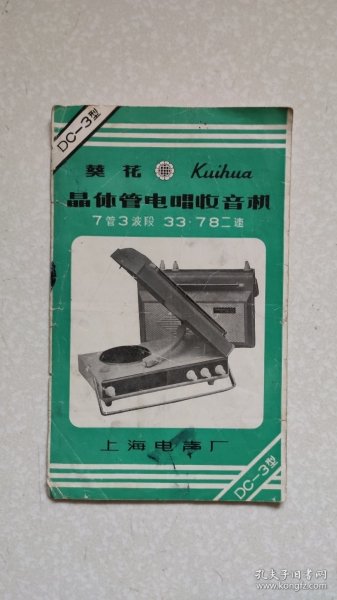 DC-3型
葵花 Kuihua
晶体管电唱收音机
7管3波段 33·78二速
上海电声厂
DC-3型
孔夫子旧书网